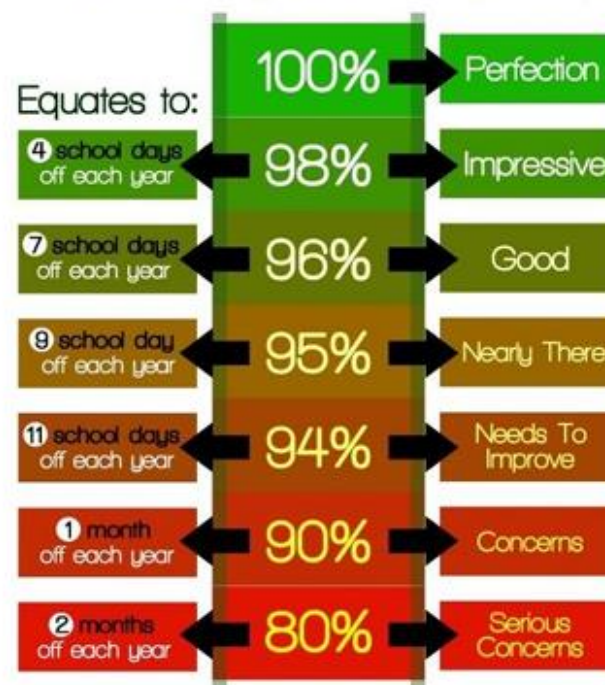 100%
Perfection
Equates to:
4 school days
off each year
98%
Impressive
7 school days
off each year
96%
Good
9 school day
off each year
95%
Nearly There
11 school days
off each year
94%
Needs To
Improve
1 month
off each year
90%
Concerns
2 months
off each year
80%
Serious
Concerns